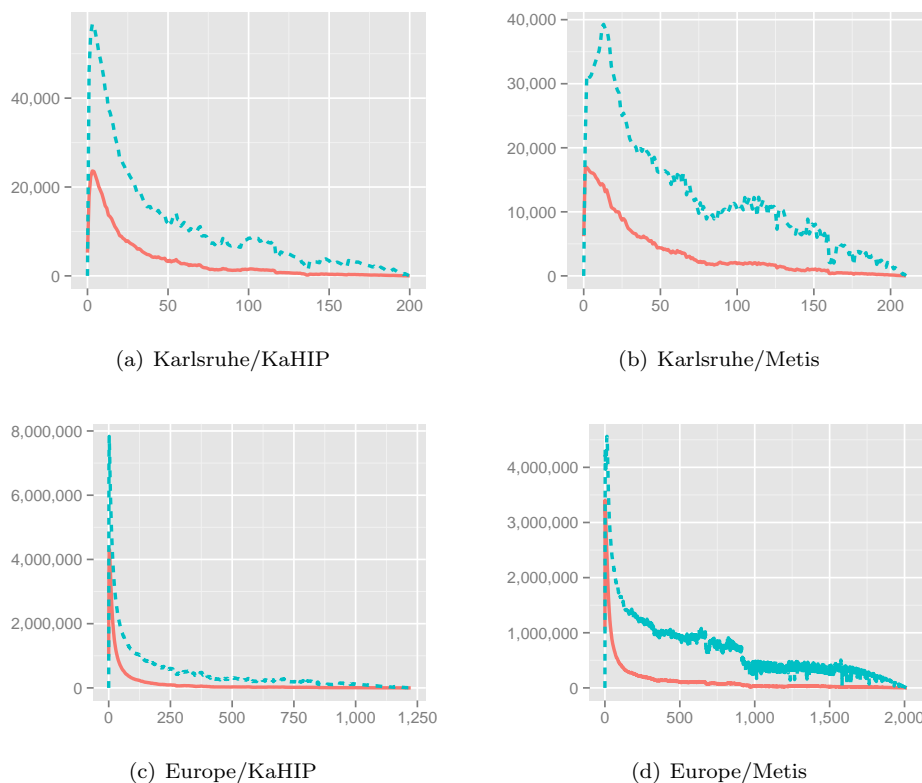 60,000
40,000
20,000
0
0 50 100 150 200
(a) Karlsruhe/KaHIP
40,000
30,000
20,000
10,000
0
0 50 100 150 200
(b) Karlsruhe/Metis
8,000,000
6,000,000
4,000,000
2,000,000
0
0 250 500 750 1,000 1,250
(c) Europe/KaHIP
4,000,000
3,000,000
2,000,000
1,000,000
0
0 500 1,000 1,500 2,000
(d) Europe/Metis